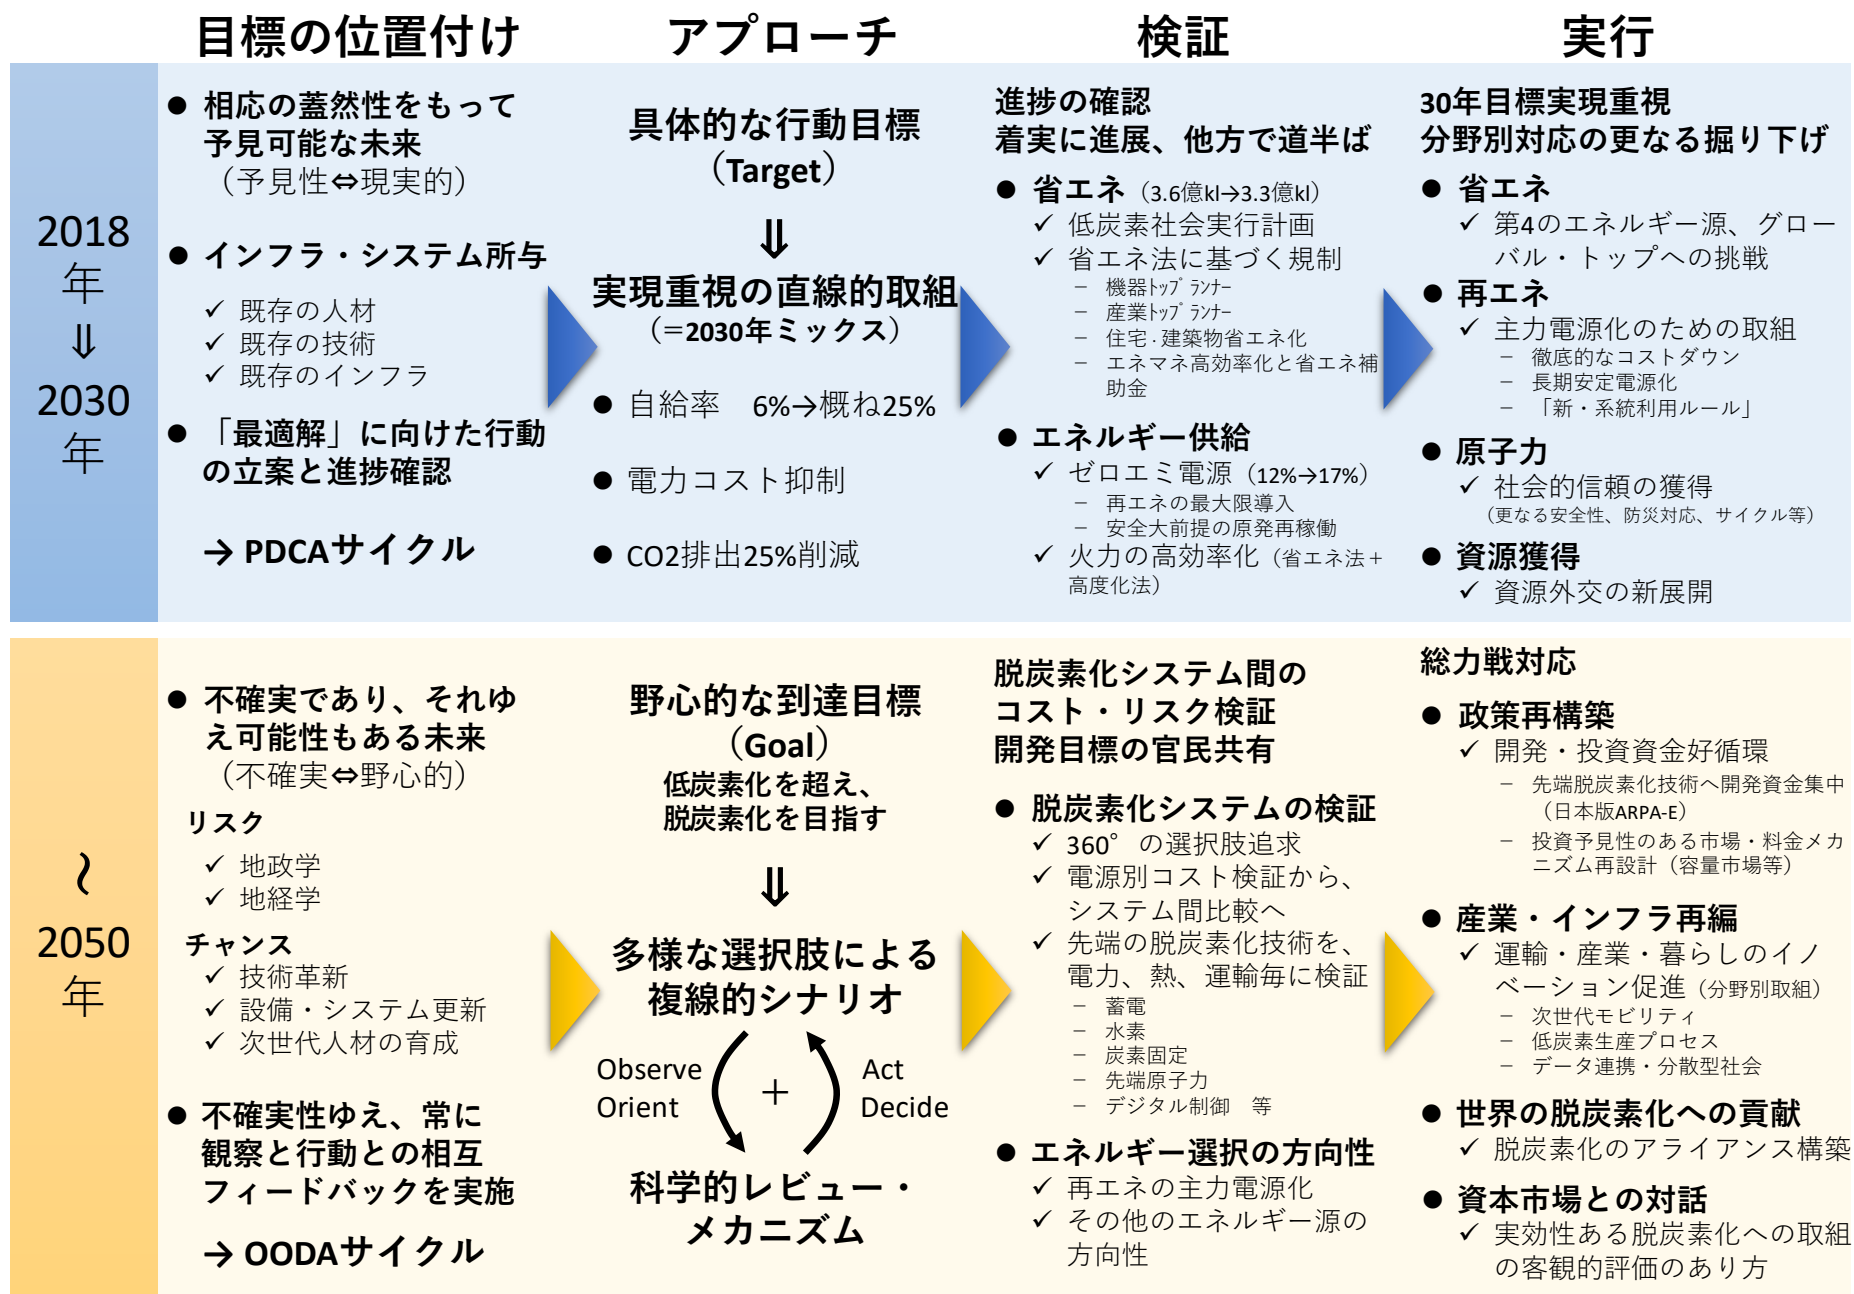 目標の位置付け
アプローチ
検証
実行
2018
年
⇓
2030
年
● 相応の蓋然性をもって
予見可能な未来
（予見性⇔現実的）
● インフラ・システム所与
✓ 既存の人材
✓ 既存の技術
✓ 既存のインフラ
● 「最適解」に向けた行動
の立案と進捗確認
→ PDCAサイクル
具体的な行動目標
（Target）
⇓
実現重視の直線的取組
（＝2030年ミックス）
● 自給率　6%→概ね25%
● 電力コスト抑制
● CO2排出25%削減
進捗の確認
着実に進展、他方で道半ば
● 省エネ（3.6億kl→3.3億kl）
✓ 低炭素社会実行計画
✓ 省エネ法に基づく規制
− 機器ﾄｯﾌﾟﾗﾝﾅｰ
− 産業ﾄｯﾌﾟﾗﾝﾅｰ
− 住宅･建築物省エネ化
− エネマネ高効率化と省エネ補
助金
● エネルギー供給
✓ ゼロエミ電源（12%→17%）
− 再エネの最大限導入
− 安全大前提の原発再稼働
✓ 火力の高効率化（省エネ法＋
高度化法）
30年目標実現重視
分野別対応の更なる掘り下げ
● 省エネ
✓ 第4のエネルギー源、グロー
バル・トップへの挑戦
● 再エネ
✓ 主力電源化のための取組
− 徹底的なコストダウン
− 長期安定電源化
− 「新・系統利用ルール」
● 原子力
✓ 社会的信頼の獲得
（更なる安全性、防災対応、サイクル等）
● 資源獲得
✓ 資源外交の新展開
～
2050
年
● 不確実であり、それゆ
え可能性もある未来
（不確実⇔野心的）
リスク
✓ 地政学
✓ 地経学
チャンス
✓ 技術革新
✓ 設備・システム更新
✓ 次世代人材の育成
● 不確実性ゆえ、常に
観察と行動との相互
フィードバックを実施
→ OODAサイクル
野心的な到達目標
（Goal）
低炭素化を超え、
脱炭素化を目指す
⇓
多様な選択肢による
複線的シナリオ
Observe
Orient
＋
Act
Decide
科学的レビュー・
メカニズム
脱炭素化システム間の
コスト・リスク検証
開発目標の官民共有
● 脱炭素化システムの検証
✓ 360°の選択肢追求
✓ 電源別コスト検証から、
システム間比較へ
✓ 先端の脱炭素化技術を、
電力、熱、運輸毎に検証
− 蓄電
− 水素
− 炭素固定
− 先端原子力
− デジタル制御　等
● エネルギー選択の方向性
✓ 再エネの主力電源化
✓ その他のエネルギー源の
方向性
総力戦対応
● 政策再構築
✓ 開発・投資資金好循環
− 先端脱炭素化技術へ開発資金集中
（日本版ARPA-E）
− 投資予見性のある市場・料金メカ
ニズム再設計（容量市場等）
● 産業・インフラ再編
✓ 運輸・産業・暮らしのイノ
ベーション促進（分野別取組）
− 次世代モビリティ
− 低炭素生産プロセス
− データ連携・分散型社会
● 世界の脱炭素化への貢献
✓ 脱炭素化のアライアンス構築
● 資本市場との対話
✓ 実効性ある脱炭素化への取組
の客観的評価のあり方